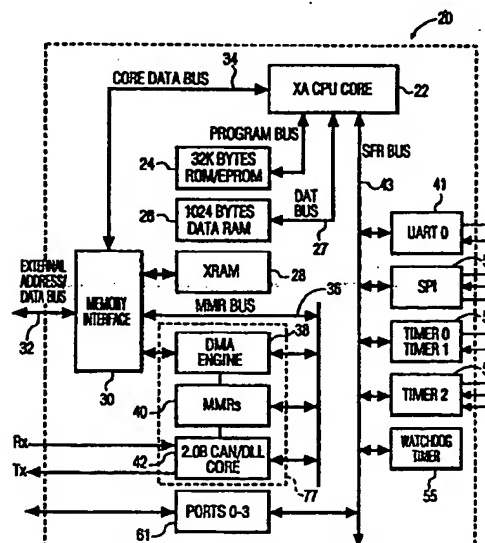 20
34
CORE DATA BUS
XA CPU CORE
22
PROGRAM BUS
SFR BUS
24
32K BYTES
ROM/EPROM
43
41
DAT
BUS
26
1024 BYTES
DATA RAM
27
UART 0
EXTERNAL
ADDRESS/
DATA BUS
XRAM
28
SPI
MEMORY
INTERFACE
MMR BUS
36
32
38
DMA
ENGINE
TIMER 0
TIMER 1
30
40
MMRs
TIMER 2
Rx
42
2.0B CAN/DLL
CORE
WATCHDOG
TIMER
Tx
77
55
61
PORTS 0-3